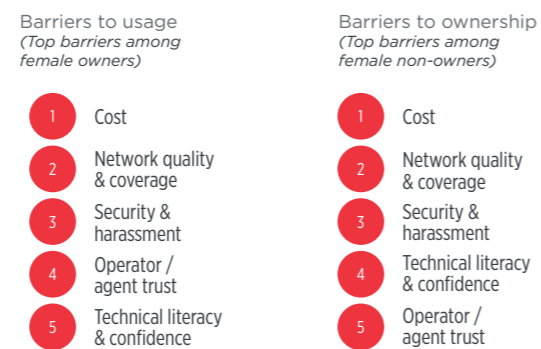 Barriers to usage
(Top barriers among
female owners)
1 Cost
2 Network quality
& coverage
3 Security &
harassment
4 Operator /
agent trust
5 Technical literacy
& confidence
Barriers to ownership
(Top barriers among
female non-owners)
1 Cost
2 Network quality
& coverage
3 Security &
harassment
4 Technical literacy
& confidence
5 Operator /
agent trust